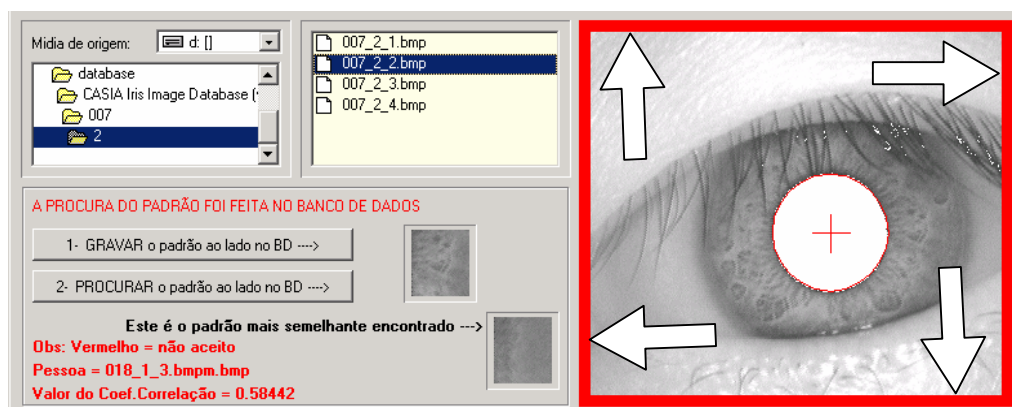 Midia de origem:
d: []
database
CASIA Iris Image Database (
007
2
007_2_1.bmp
007_2_2.bmp
007_2_3.bmp
007_2_4.bmp
A PROCURA DO PADRÃO FOI FEITA NO BANCO DE DADOS
1- GRAVAR o padrão ao lado no BD ---->
2- PROCURAR o padrão ao lado no BD ---->
Este é o padrão mais semelhante encontrado --->
Obs: Vermelho = não aceito
Pessoa = 018_1_3.bmpm.bmp
Valor do Coef.Correlação = 0.58442